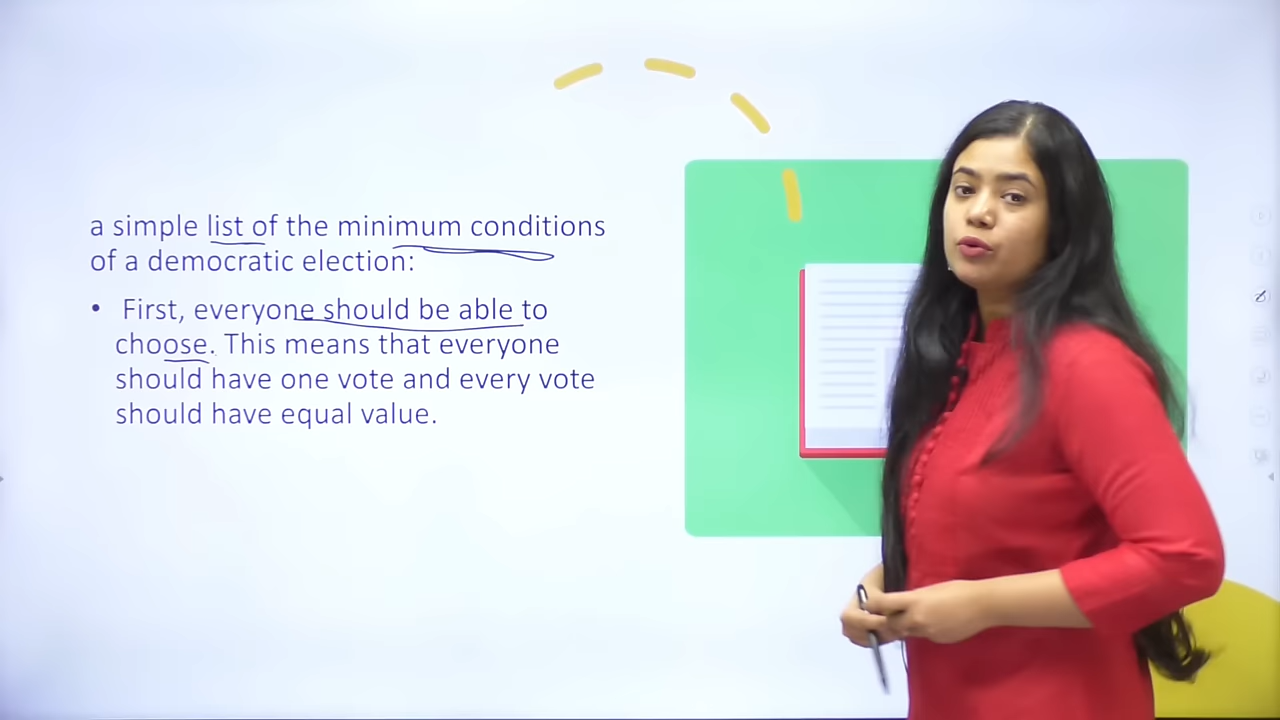 a simple list of the minimum conditions
of a democratic election:
• First, everyone should be able to
choose. This means that everyone
should have one vote and every vote
should have equal value.